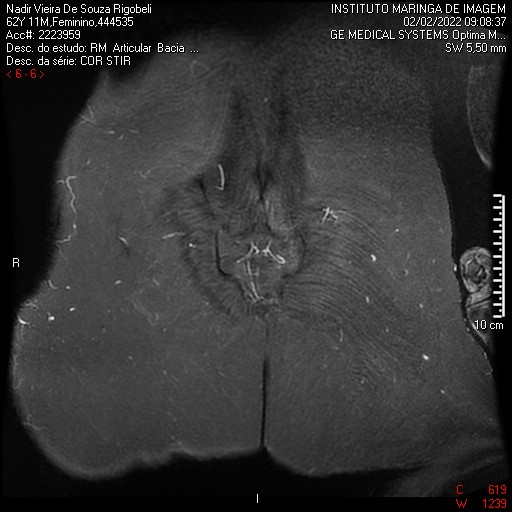 Nadir Vieira De Souza Rigobeli
62Y 11M,Feminino,444535
Acc#: 2223959
Desc. do estudo: RM Articular Bacia ...
Desc. da série: COR STIR
< 6 - 6 >
INSTITUTO MARINGA DE IMAGEM
02/02/2022 09:08:37
GE MEDICAL SYSTEMS Optima M...
SW 5,50 mm
R
10 cm
I
C 619
W 1239